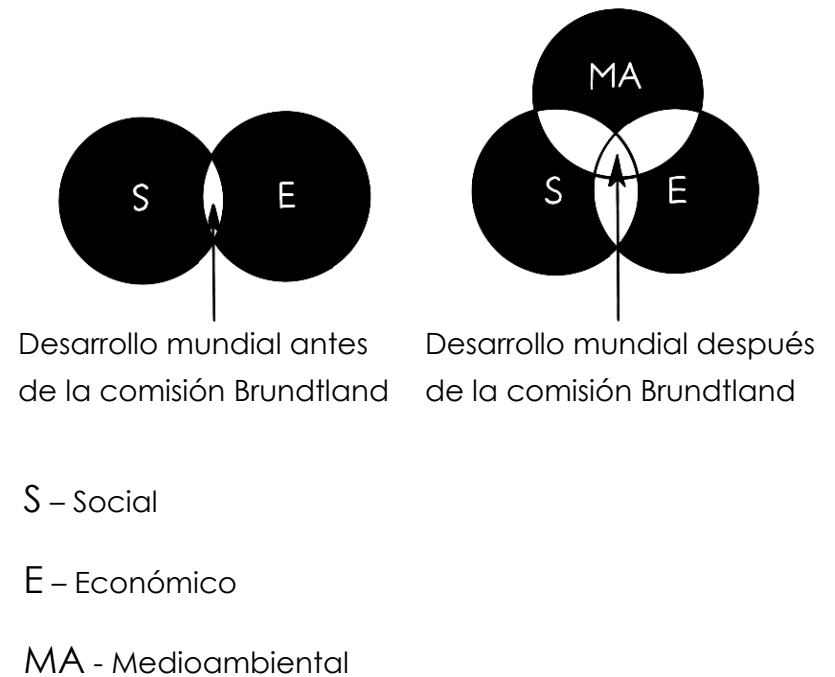 MA
S
E
S
E
Desarrollo mundial antes
de la comisión Brundtland
Desarrollo mundial después
de la comisión Brundtland
S – Social
E – Económico
MA - Medioambiental